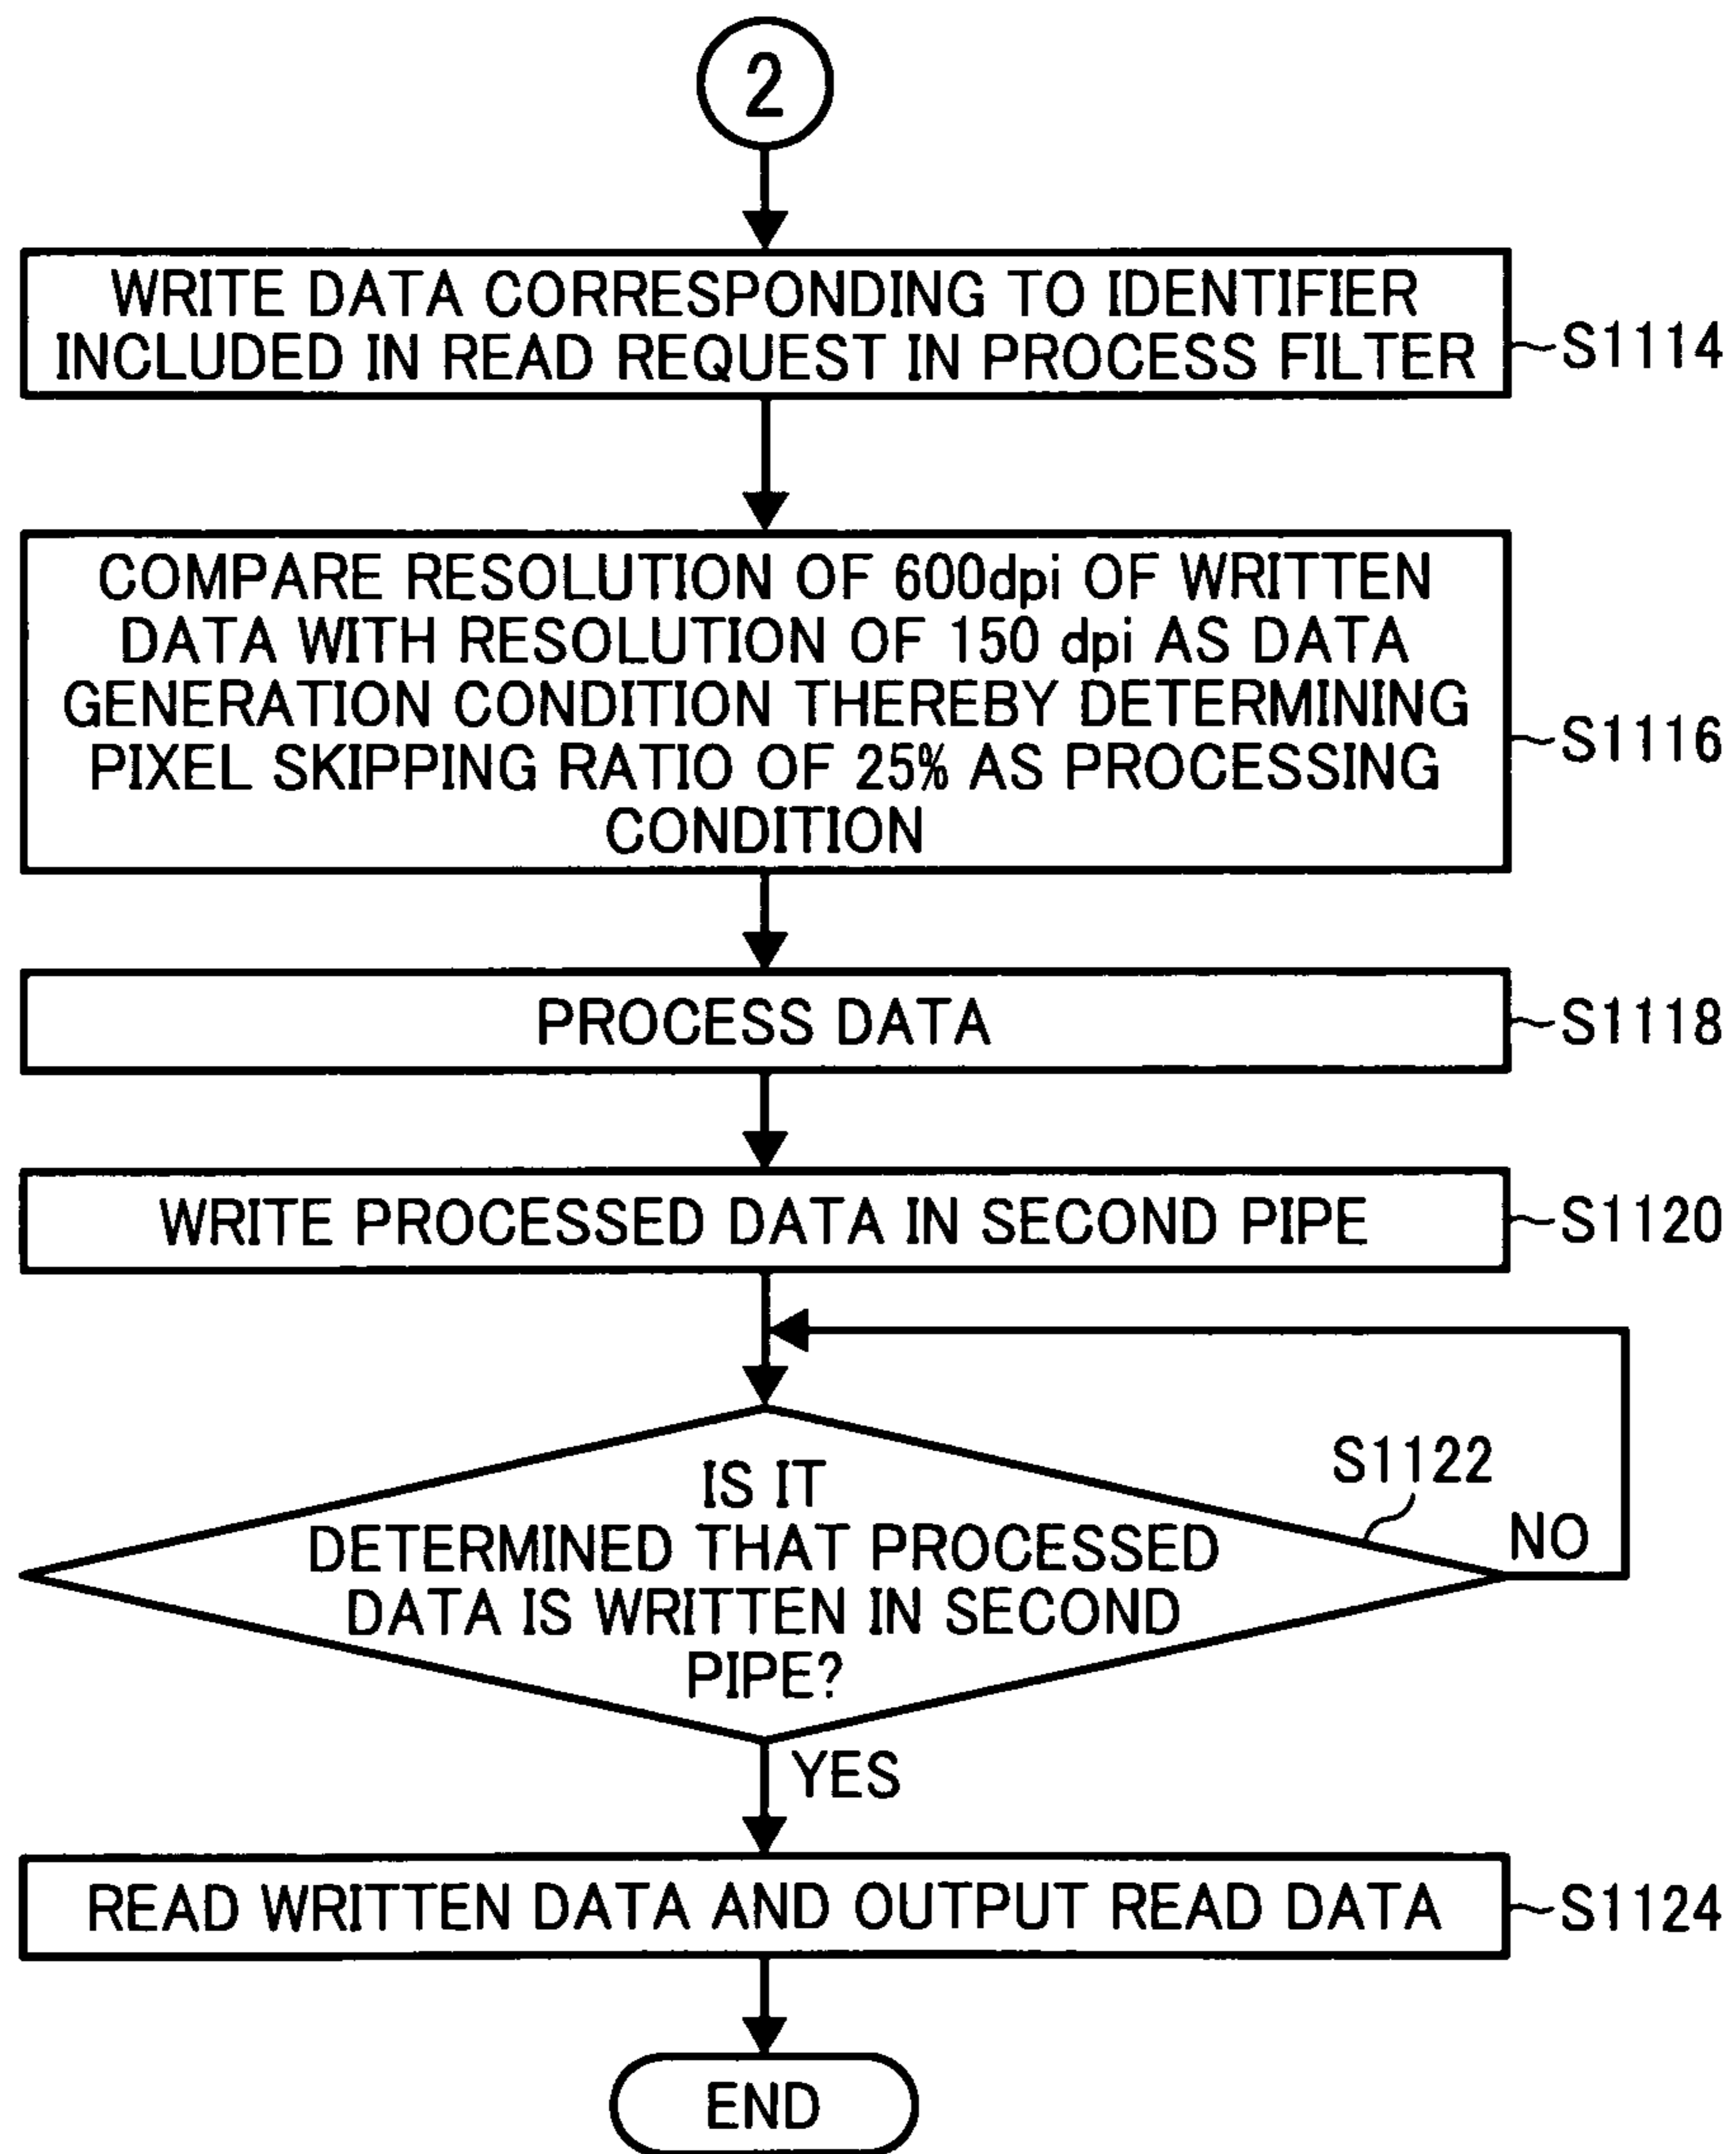 2
WRITE DATA CORRESPONDING TO IDENTIFIER
INCLUDED IN READ REQUEST IN PROCESS FILTER
S1114
COMPARE RESOLUTION OF 600dpi OF WRITTEN
DATA WITH RESOLUTION OF 150 dpi AS DATA
GENERATION CONDITION THEREBY DETERMINING
PIXEL SKIPPING RATIO OF 25% AS PROCESSING
CONDITION
S1116
PROCESS DATA
S1118
WRITE PROCESSED DATA IN SECOND PIPE
S1120
IS IT
DETERMINED THAT PROCESSED
DATA IS WRITTEN IN SECOND
PIPE?
S1122
NO
YES
READ WRITTEN DATA AND OUTPUT READ DATA
S1124
END